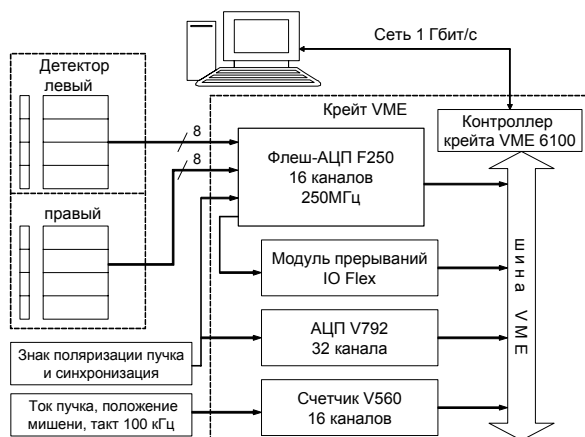 Сеть 1 Гбит/с
Детектор
левый
8
8
правый
Знак поляризации пучка
и синхронизация
Ток пучка, положение
мишени, такт 100 кГц
Крейт VME
Контроллер
крейта VME 6100
Флеш-АЦП F250
16 каналов
250МГц
Модуль прерываний
IO Flex
АЦП V792
32 канала
Счетчик V560
16 каналов
шина VME